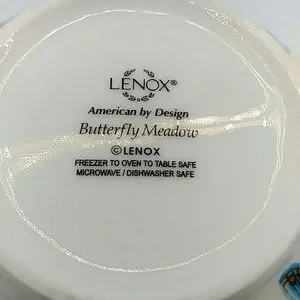 LENOX®
American by Design
Butterfly Meadow
©LENOX
FREEZER TO OVEN TO TABLE SAFE
MICROWAVE / DISHWASHER SAFE